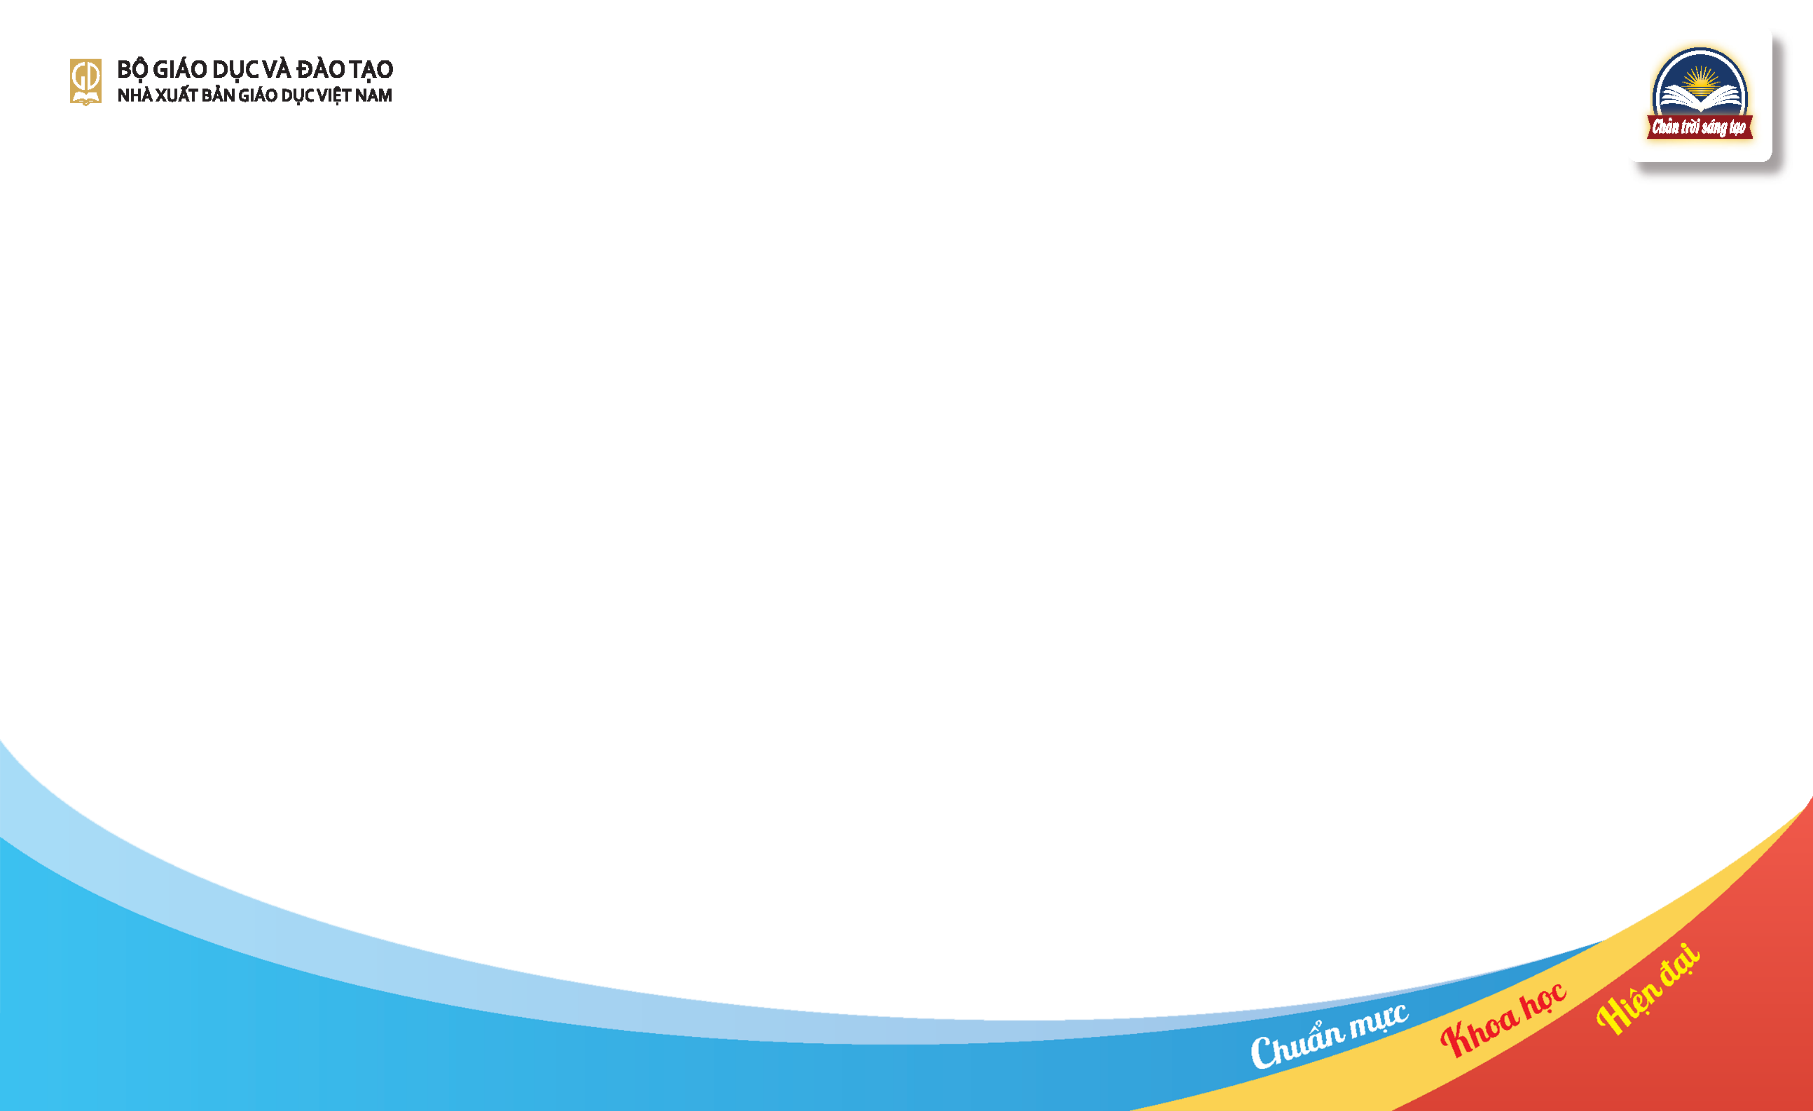 BỘ GIÁO DỤC VÀ ĐÀO TẠO
NHÀ XUẤT BẢN GIÁO DỤC VIỆT NAM
Chân trời sáng tạo
Chuẩn mực
Khoa học
Hiện đại